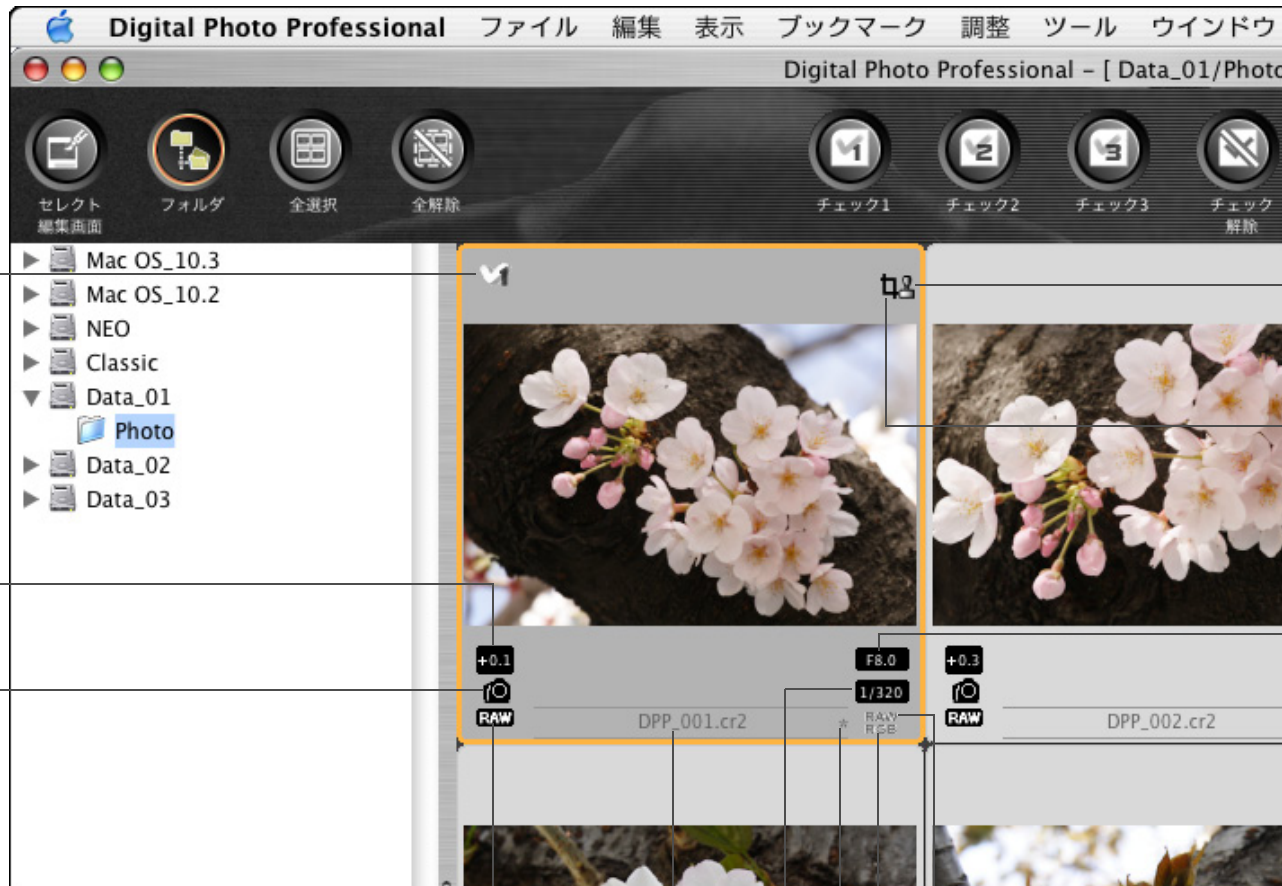 Digital Photo Professional ファイル 編集 表示 ブックマーク 調整 ツール ウインドウ
Digital Photo Professional – [ Data_01/Photo
セレクト編集画面 フォルダ 全選択 全解除 チェック1 チェック2 チェック3 チェック解除
Mac OS_10.3
Mac OS_10.2
NEO
Classic
Data_01
Photo
Data_02
Data_03
1
+0.1 F8.0
1/320
RAW DPP_001.cr2 * RAW RGB
+0.3
RAW DPP_002.cr2